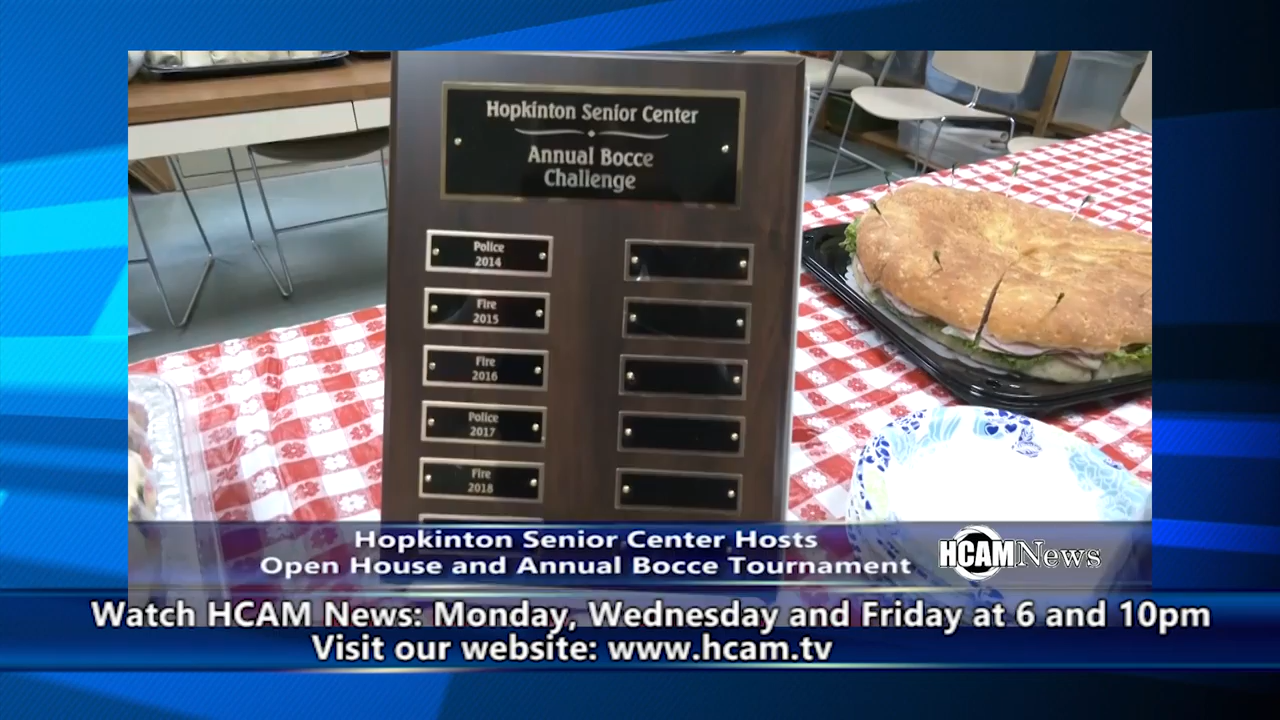 Hopkinton Senior Center
Annual Bocce
Challenge
Police
2014
Fire
2015
Fire
2016
Police
2017
Fire
2018
Hopkinton Senior Center Hosts
Open House and Annual Bocce Tournament
HCAM News
Watch HCAM News: Monday, Wednesday and Friday at 6 and 10pm
Visit our website: www.hcam.tv